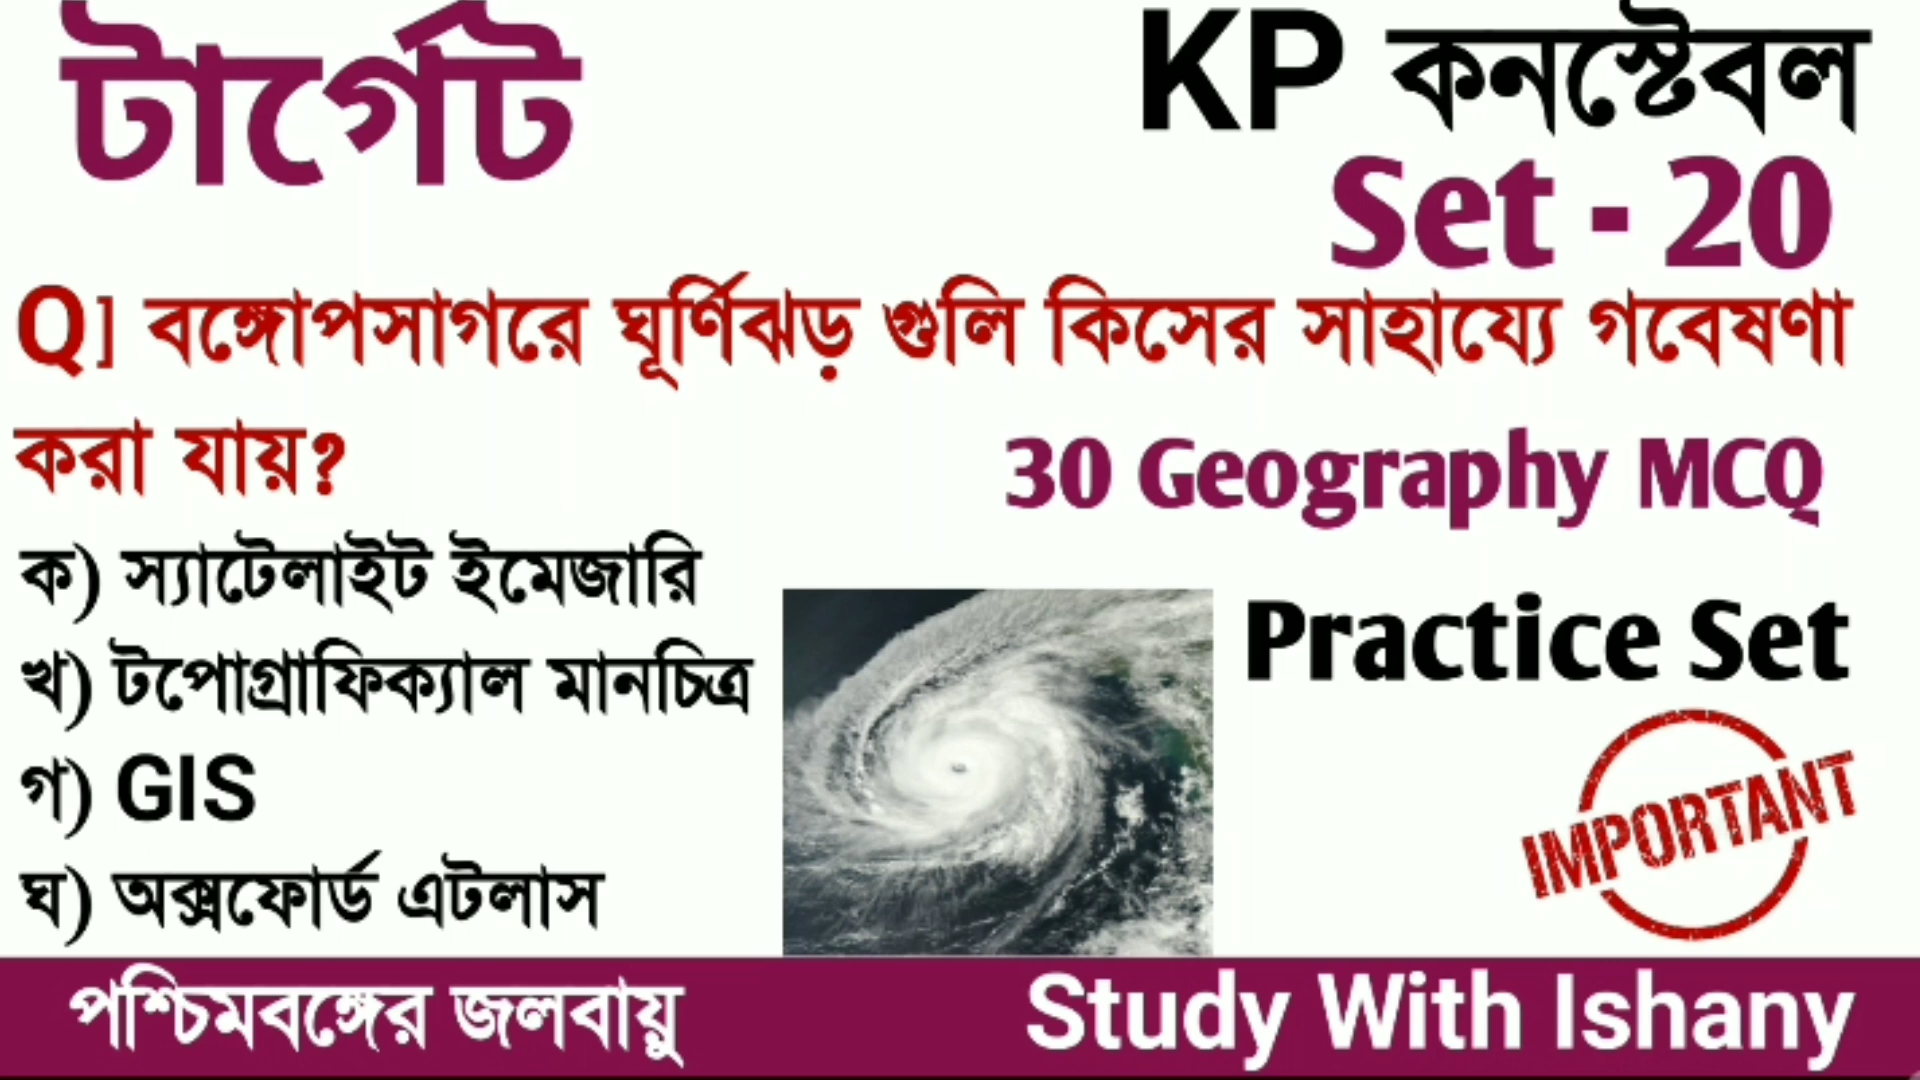 টার্গেট
KP কনস্টেবল
Set - 20
Q] বঙ্গোপসাগরে ঘূর্ণিঝড় গুলি কিসের সাহায্যে গবেষণা
করা যায়?
30 Geography MCQ
ক) স্যাটেলাইট ইমেজারি
খ) টপোগ্রাফিক্যাল মানচিত্র
গ) GIS
ঘ) অক্সফোর্ড এটলাস
Practice Set
IMPORTANT
পশ্চিমবঙ্গের জলবায়ু
Study With Ishany